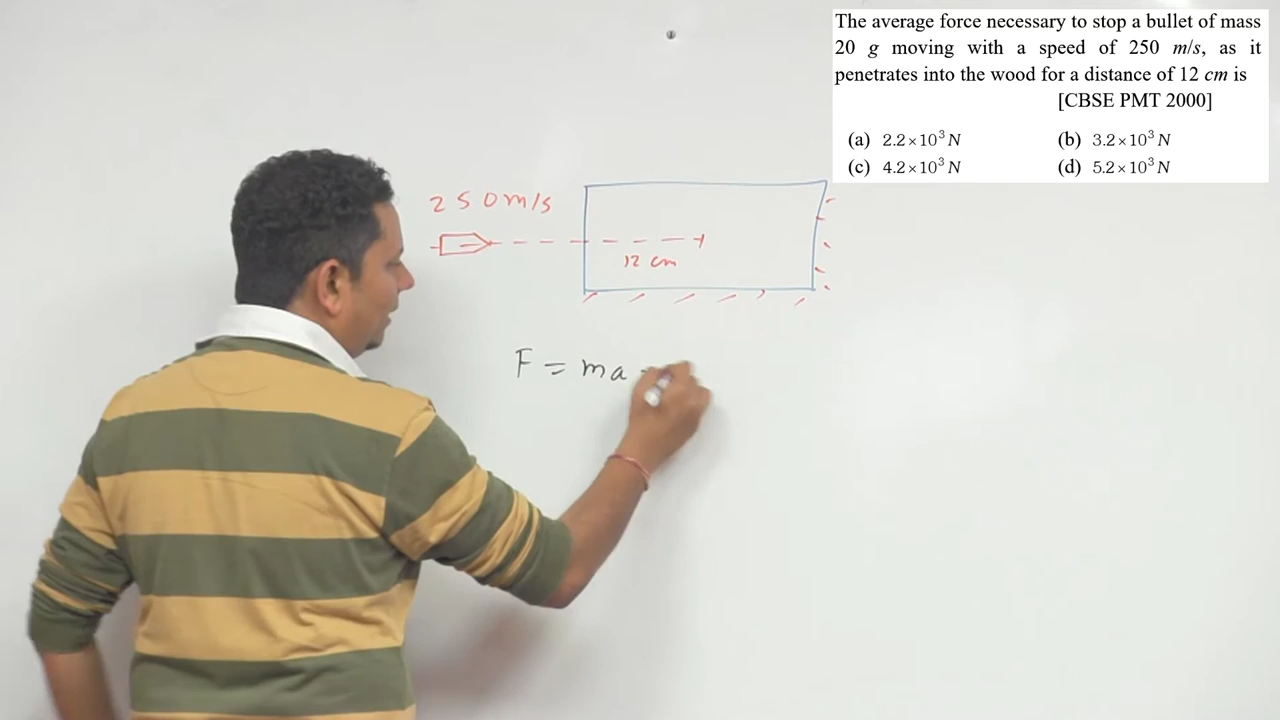 The average force necessary to stop a bullet of mass
20 g moving with a speed of 250 m/s, as it
penetrates into the wood for a distance of 12 cm is
[CBSE PMT 2000]
(a) 2.2×10³ N (b) 3.2×10³ N
(c) 4.2×10³ N (d) 5.2×10³ N
250m/s
12 cm
F = ma